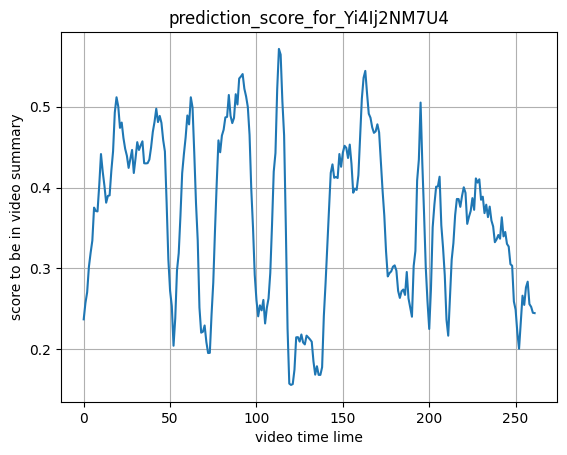 prediction_score_for_Yi4Ij2NM7U4
score to be in video summary
0.5
0.4
0.3
0.2
0 50 100 150 200 250
video time lime